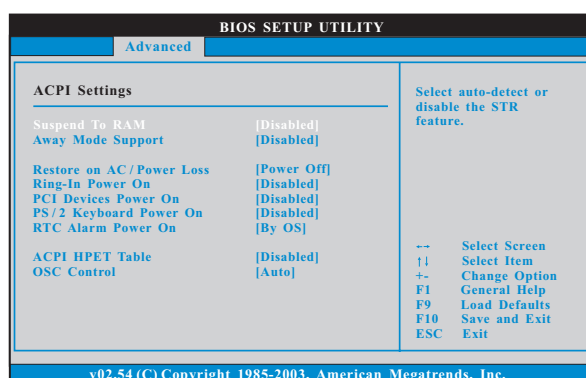 BIOS SETUP UTILITY
Advanced
ACPI Settings
Suspend To RAM [Disabled]
Away Mode Support [Disabled]
Restore on AC / Power Loss [Power Off]
Ring-In Power On [Disabled]
PCI Devices Power On [Disabled]
PS / 2 Keyboard Power On [Disabled]
RTC Alarm Power On [By OS]
ACPI HPET Table [Disabled]
OSC Control [Auto]
Select auto-detect or
disable the STR
feature.
←→ Select Screen
↑↓ Select Item
+- Change Option
F1 General Help
F9 Load Defaults
F10 Save and Exit
ESC Exit
v02.54 (C) Copyright 1985-2003, American Megatrends, Inc.